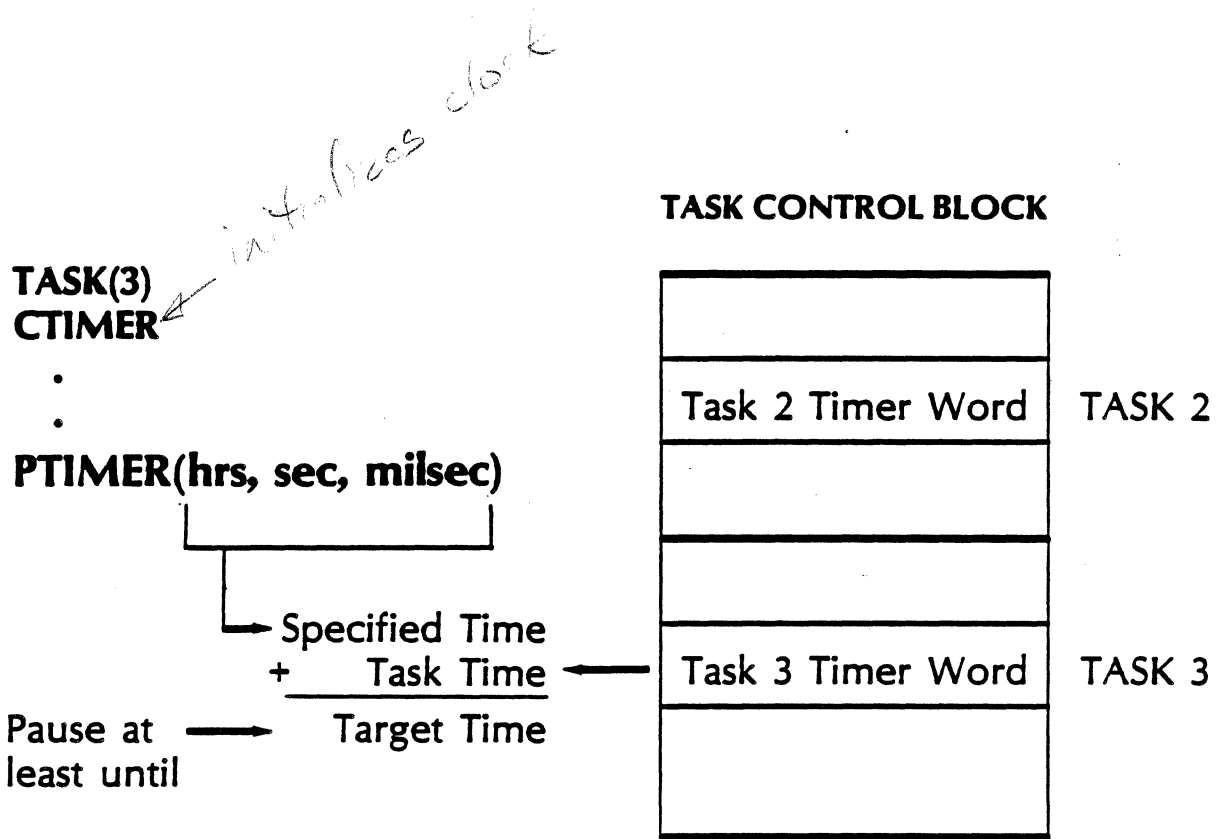 initializes clock
TASK CONTROL BLOCK
TASK(3)
CTIMER
.
.
PTIMER(hrs, sec, milsec)
Task 2 Timer Word TASK 2
Specified Time
+ Task Time
Task 3 Timer Word TASK 3
Pause at
least until
Target Time